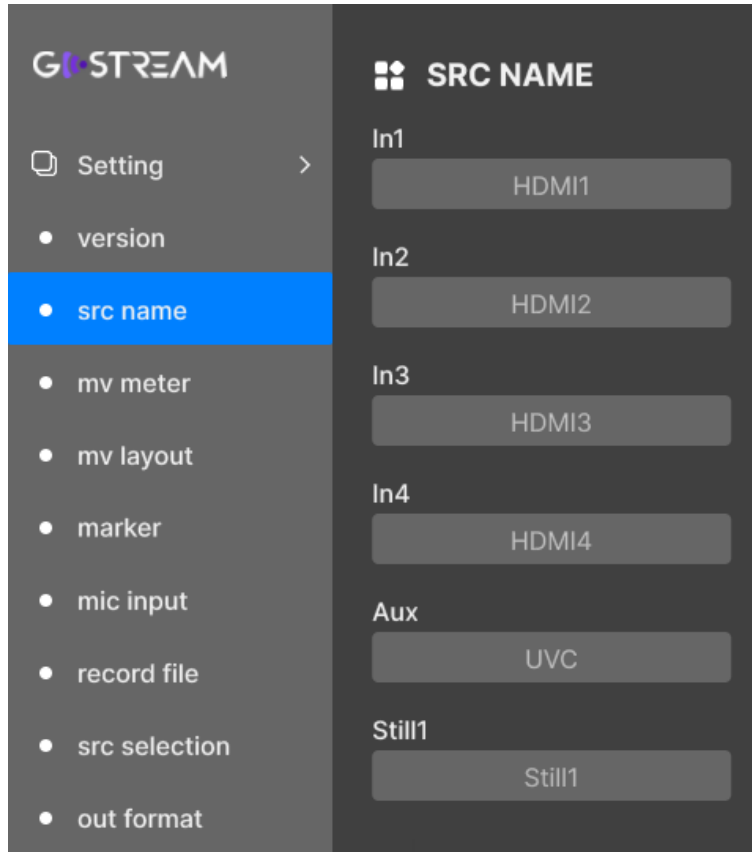 GOSTREAM
Setting
version
src name
mv meter
mv layout
marker
mic input
record file
src selection
out format
SRC NAME
In1
HDMI1
In2
HDMI2
In3
HDMI3
In4
HDMI4
Aux
UVC
Still1
Still1